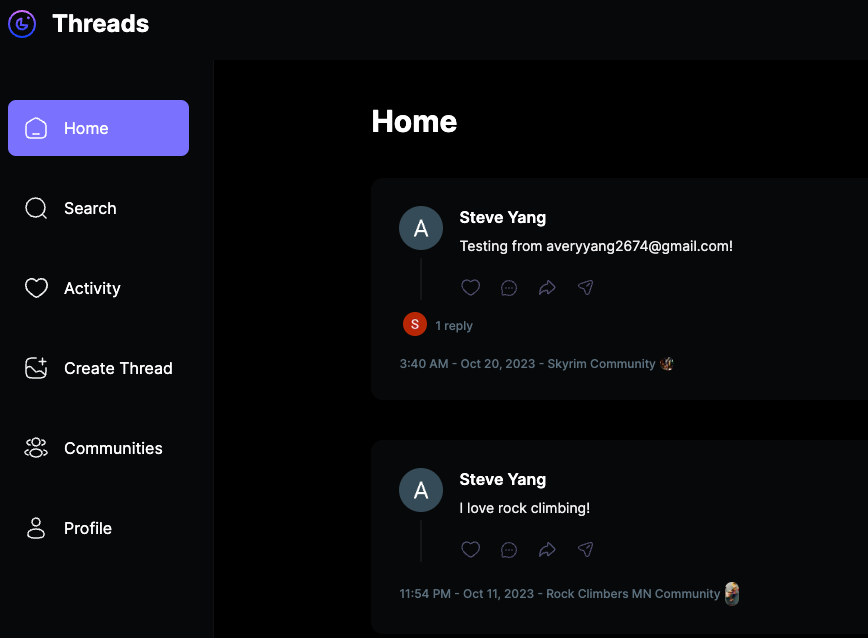 Threads
Home
Search
Activity
Create Thread
Communities
Profile
Home
A
Steve Yang
Testing from averyyang2674@gmail.com!
S
1 reply
3:40 AM - Oct 20, 2023 - Skyrim Community
A
Steve Yang
I love rock climbing!
11:54 PM - Oct 11, 2023 - Rock Climbers MN Community